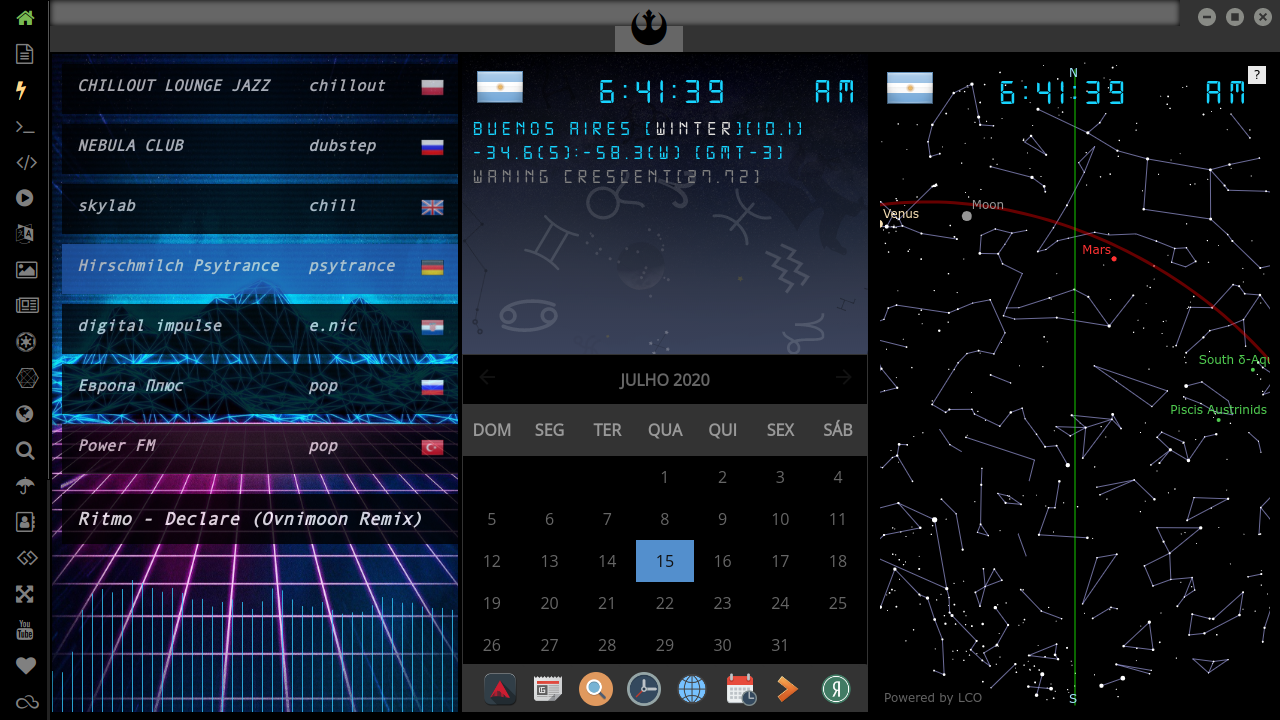 CHILLOUT LOUNGE JAZZ chillout
NEBULA CLUB dubstep
skylab chill
Hirschmilch Psytrance psytrance
digital impulse e.nic
Европа Плюс pop
Power FM pop
Ritmo - Declare (Ovnimoon Remix)
6:41:39 AM
BUENOS AIRES (WINTER)(10.1)
-34.6(S):-58.3(W) (GMT-3)
WANING CRESCENT(27.72)
JULHO 2020
DOM SEG TER QUA QUI SEX SÁB
1 2 3 4
5 6 7 8 9 10 11
12 13 14 15 16 17 18
19 20 21 22 23 24 25
26 27 28 29 30 31
N
?
6:41:39 AM
Venus
Moon
Mars
South δ-Aqu
Piscis Austrinids
Powered by LCO
S
You
Tube